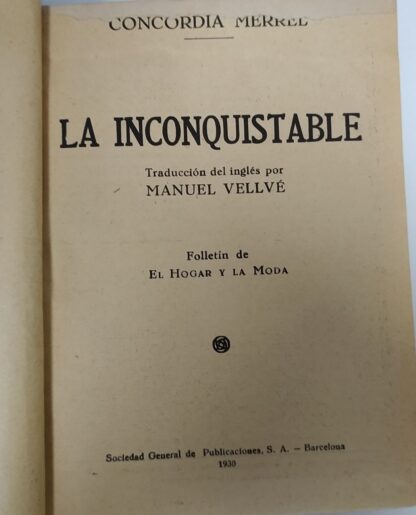 CONCORDIA MERREL
LA INCONQUISTABLE
Traducción del inglés por
MANUEL VELLVÉ
Folletín de
EL HOGAR Y LA MODA
Sociedad General de Publicaciones, S. A. — Barcelona
1930